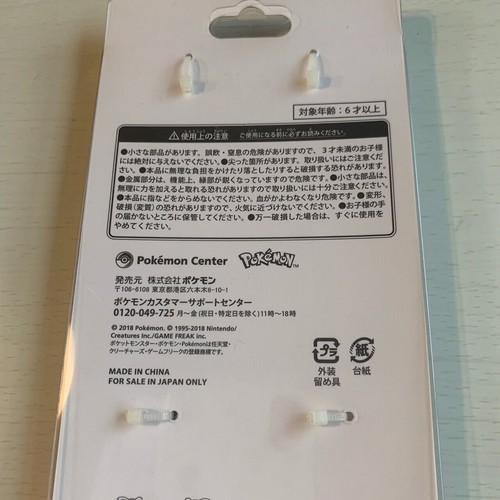 対象年齢：6才以上
⚠使用上の注意 ご使用になる前に必ずお読みください。
●小さな部品があります。誤飲・窒息の危険がありますので、3才未満のお子様
には絶対に与えないでください。●尖った箇所があります。取り扱いにはご注意くだ
さい。●本品に無理な負担をかけたり落としたりすると破損する恐れがあります。
●金属部分は、機能上、縁部が鋭くなっていますので危険です。●小さな部品は、
無理に力を加えると取れる恐れがありますので取り扱いには十分ご注意ください。
●本品に指などをからめないでください。血がかよわなくなり危険です。●変形、
破損（変質）の恐れがありますので、火気に近づけないでください。●お子様の手
の届かないところに保管してください。●万一破損した場合は、すぐに使用を
やめてください。
Pokémon Center POKéMON
発売元 株式会社ポケモン
〒106-6108 東京都港区六本木6-10-1
ポケモンカスタマーサポートセンター
0120-049-725 月～金（祝日・特定日を除く）11時～18時
© 2018 Pokémon. © 1995-2018 Nintendo/
Creatures Inc./GAME FREAK inc.
ポケットモンスター・ポケモン・Pokémonは任天堂・
クリーチャーズ・ゲームフリークの登録商標です。
プラ 紙
外装 台紙
留め具
MADE IN CHINA
FOR SALE IN JAPAN ONLY